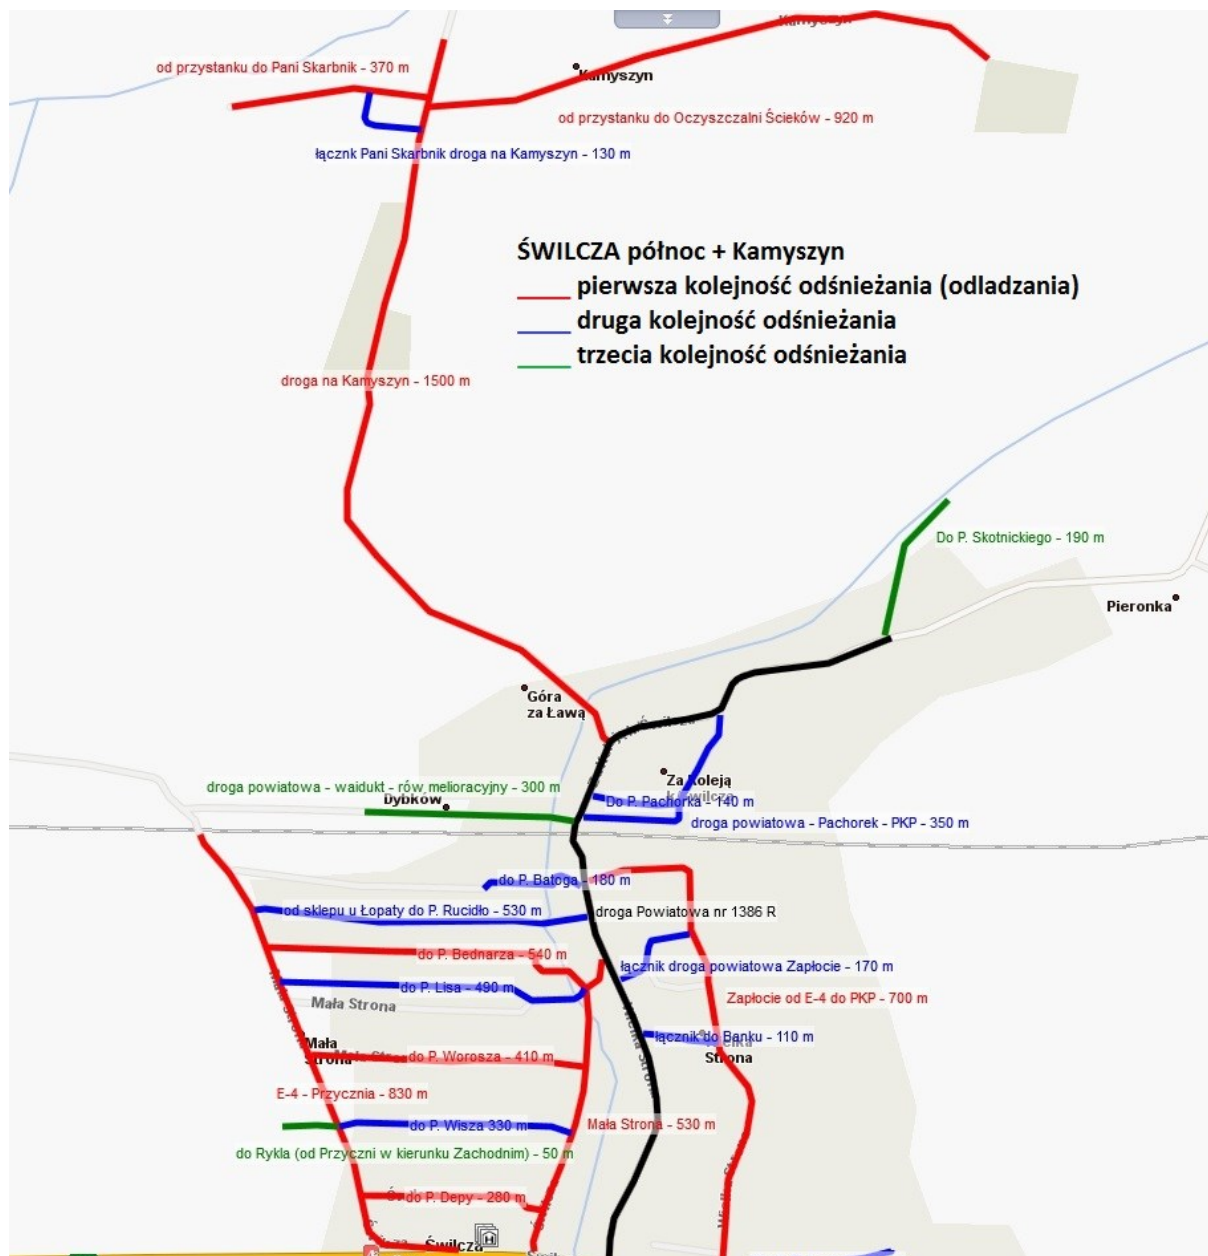 Kamyszyn
od przystanku do Pani Skarbnik - 370 m
Kamyszyn
od przystanku do Oczyszczalni Ścieków - 920 m
łącznk Pani Skarbnik droga na Kamyszyn - 130 m
ŚWILCZA północ + Kamyszyn
pierwsza kolejność odśnieżania (odladzania)
druga kolejność odśnieżania
trzecia kolejność odśnieżania
droga na Kamyszyn - 1500 m
Do P. Skotnickiego - 190 m
Pieronka
Góra
za Ławą
Za Koleją
droga powiatowa - waidukt - rów melioracyjny - 300 m
Dybków
Do P. Pachorka - 140 m
droga powiatowa - Pachorek - PKP - 350 m
do P. Batoga - 180 m
od sklepu u Łopaty do P. Rucidło - 530 m
droga Powiatowa nr 1386 R
do P. Bednarza - 540 m
łącznik droga powiatowa Zapłocie - 170 m
do P. Lisa - 490 m
Mała Strona
Zapłocie od E-4 do PKP - 700 m
Mała Strona
Wielka Strona
łącznik do Banku - 110 m
Mała
Strona
Wielka
Strona
do P. Worosza - 410 m
E-4 - Przycznia - 830 m
do P. Wisza 330 m
Mała Strona - 530 m
do Rykla (od Przyczni w kierunku Zachodnim) - 50 m
do P. Depy - 280 m
Świlcza